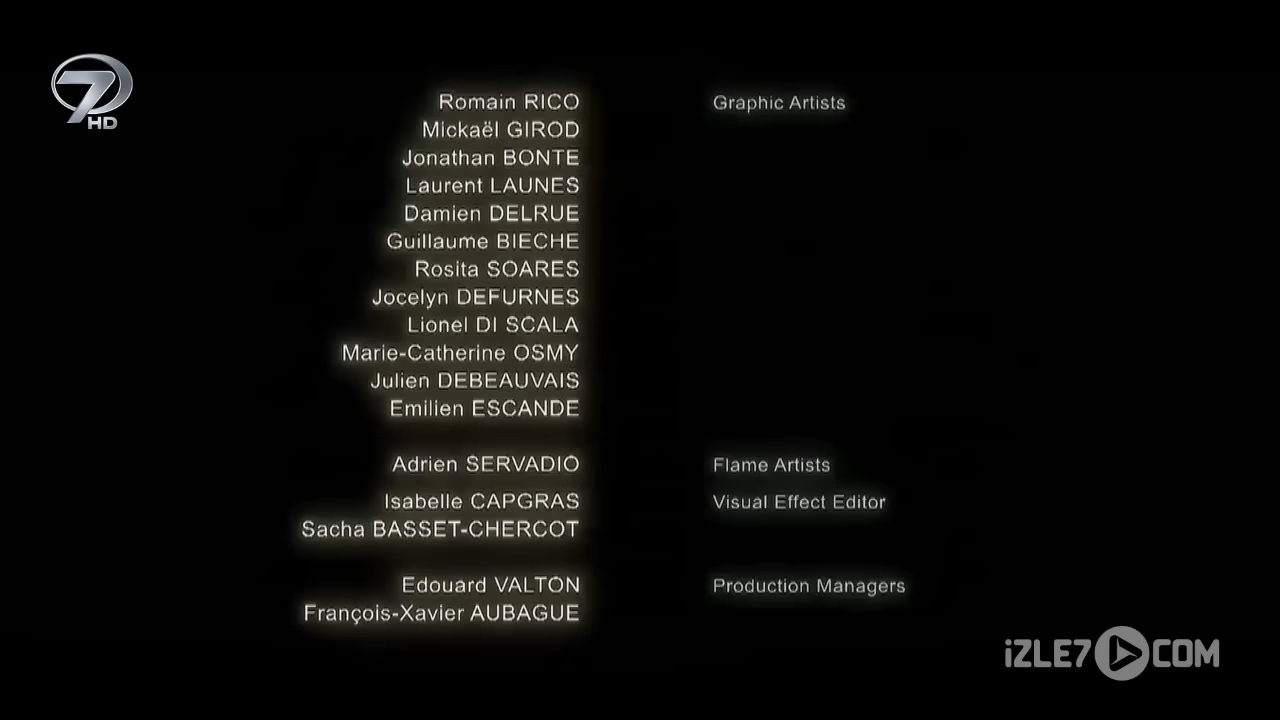 7
HD
Romain RICO Graphic Artists
Mickaël GIROD
Jonathan BONTE
Laurent LAUNES
Damien DELRUE
Guillaume BIECHE
Rosita SOARES
Jocelyn DEFURNES
Lionel DI SCALA
Marie-Catherine OSMY
Julien DEBEAUVAIS
Emilien ESCANDE
Adrien SERVADIO Flame Artists
Isabelle CAPGRAS Visual Effect Editor
Sacha BASSET-CHERCOT
Edouard VALTON Production Managers
François-Xavier AUBAGUE
iZLE7 COM